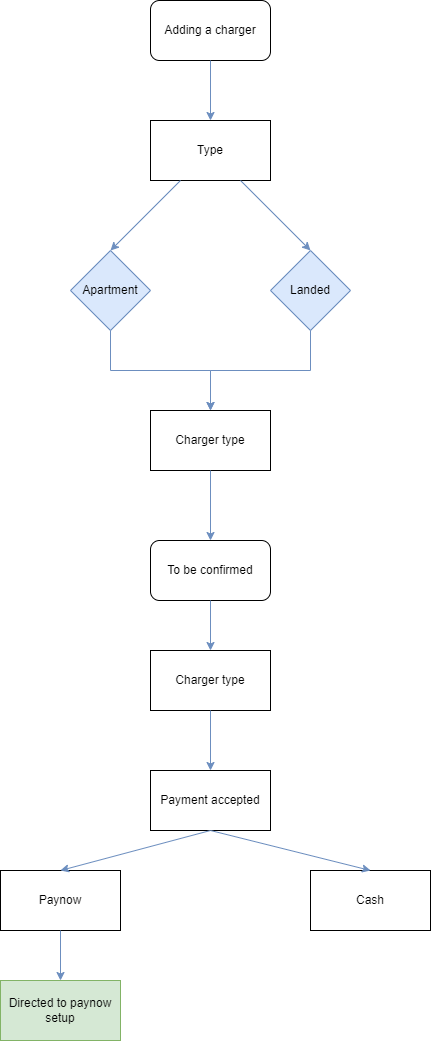 Adding a charger
Type
Apartment
Landed
Charger type
To be confirmed
Charger type
Payment accepted
Paynow
Cash
Directed to paynow
setup